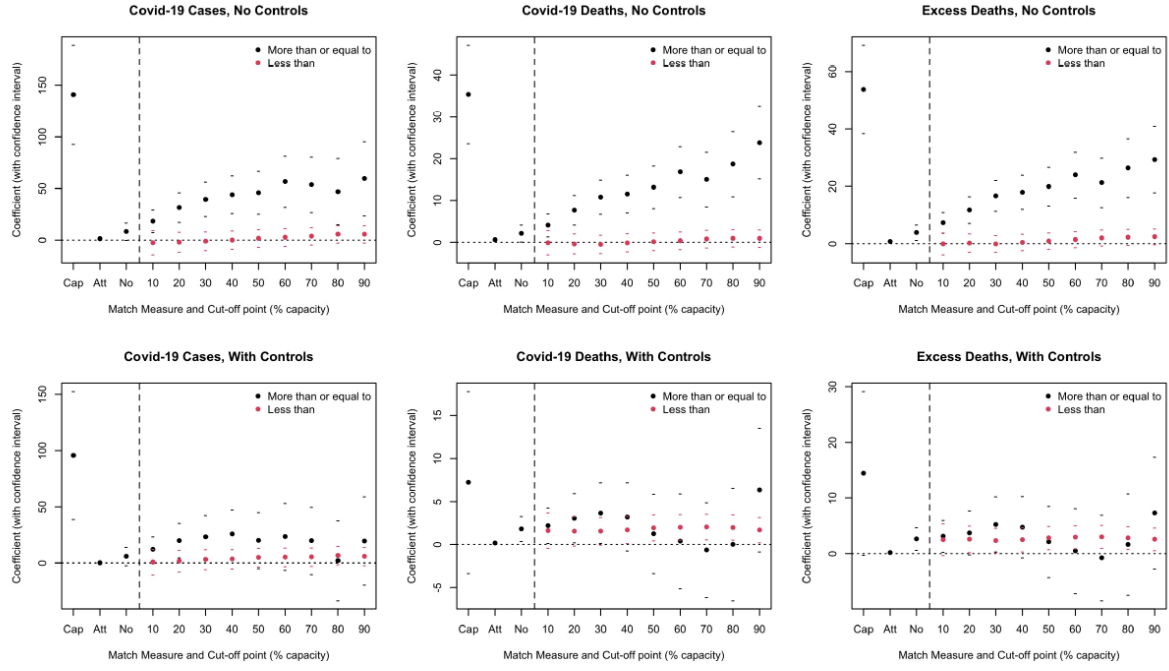 Covid-19 Cases, No Controls
Coefficient (with confidence interval)
150
100
50
0
More than or equal to
Less than
Cap Att No 10 20 30 40 50 60 70 80 90
Match Measure and Cut-off point (% capacity)
Covid-19 Deaths, No Controls
Coefficient (with confidence interval)
40
30
20
10
0
More than or equal to
Less than
Cap Att No 10 20 30 40 50 60 70 80 90
Match Measure and Cut-off point (% capacity)
Excess Deaths, No Controls
Coefficient (with confidence interval)
60
40
20
0
More than or equal to
Less than
Cap Att No 10 20 30 40 50 60 70 80 90
Match Measure and Cut-off point (% capacity)
Covid-19 Cases, With Controls
Coefficient (with confidence interval)
150
100
50
0
More than or equal to
Less than
Cap Att No 10 20 30 40 50 60 70 80 90
Match Measure and Cut-off point (% capacity)
Covid-19 Deaths, With Controls
Coefficient (with confidence interval)
15
10
5
0
-5
More than or equal to
Less than
Cap Att No 10 20 30 40 50 60 70 80 90
Match Measure and Cut-off point (% capacity)
Excess Deaths, With Controls
Coefficient (with confidence interval)
30
20
10
0
More than or equal to
Less than
Cap Att No 10 20 30 40 50 60 70 80 90
Match Measure and Cut-off point (% capacity)